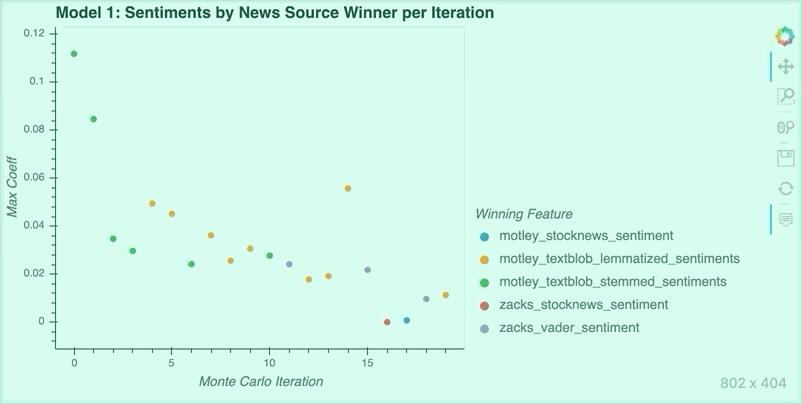 Model 1: Sentiments by News Source Winner per Iteration
0.12
0.1
0.08
0.06
0.04
0.02
0
Max Coeff
0 5 10 15
Monte Carlo Iteration
Winning Feature
motley_stocknews_sentiment
motley_textblob_lemmatized_sentiments
motley_textblob_stemmed_sentiments
zacks_stocknews_sentiment
zacks_vader_sentiment
802 x 404